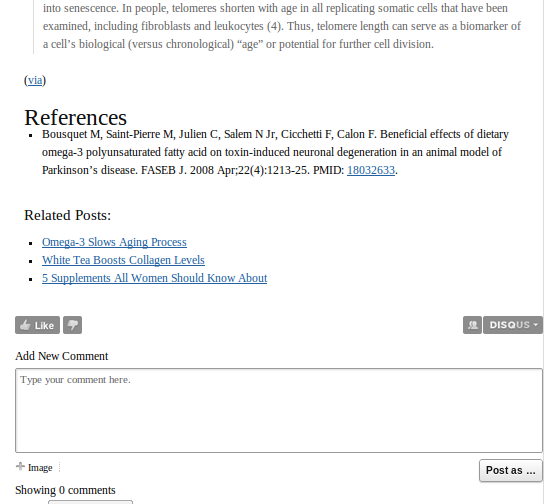 into senescence. In people, telomeres shorten with age in all replicating somatic cells that have been
examined, including fibroblasts and leukocytes (4). Thus, telomere length can serve as a biomarker of
a cell’s biological (versus chronological) “age” or potential for further cell division.
(via)
References
▪ Bousquet M, Saint-Pierre M, Julien C, Salem N Jr, Cicchetti F, Calon F. Beneficial effects of dietary
omega-3 polyunsaturated fatty acid on toxin-induced neuronal degeneration in an animal model of
Parkinson’s disease. FASEB J. 2008 Apr;22(4):1213-25. PMID: 18032633.
Related Posts:
▪ Omega-3 Slows Aging Process
▪ White Tea Boosts Collagen Levels
▪ 5 Supplements All Women Should Know About
Like
DISQUS
Add New Comment
Type your comment here.
Image
Post as …
Showing 0 comments